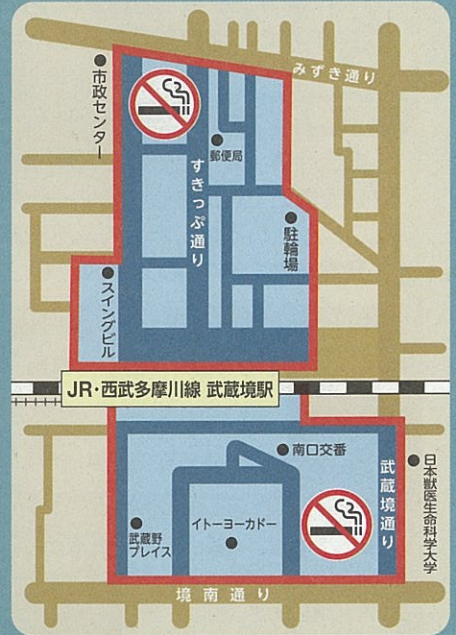 みずき通り
市政センター
郵便局
すきっぷ通り
駐輪場
スイングビル
JR・西武多摩川線 武蔵境駅
南口交番
武蔵境通り
日本獣医生命科学大学
イトーヨーカドー
武蔵野
プレイス
境南通り